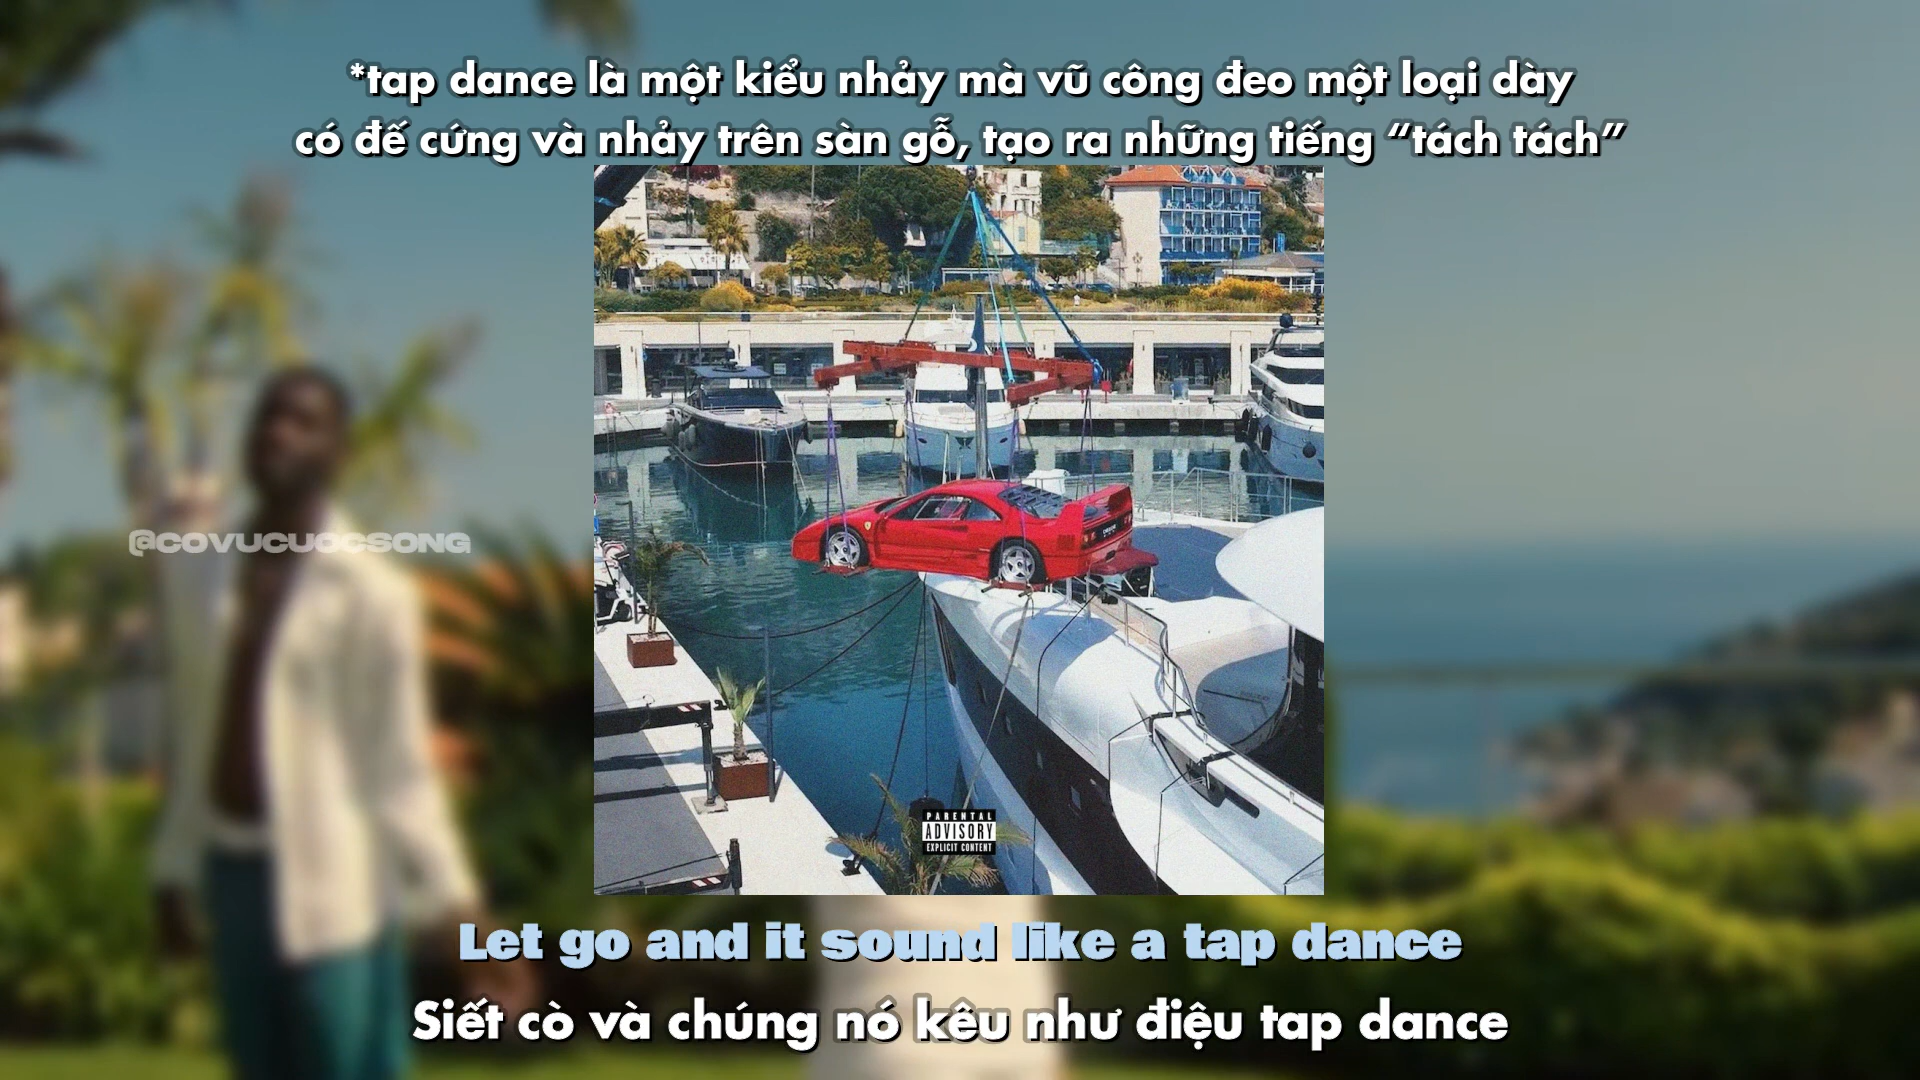 *tap dance là một kiểu nhảy mà vũ công đeo một loại dày
có đế cứng và nhảy trên sàn gỗ, tạo ra những tiếng “tách tách”
@COVUCUOCSONG
PARENTAL
ADVISORY
EXPLICIT CONTENT
Let go and it sound like a tap dance
Siết cò và chúng nó kêu như điệu tap dance